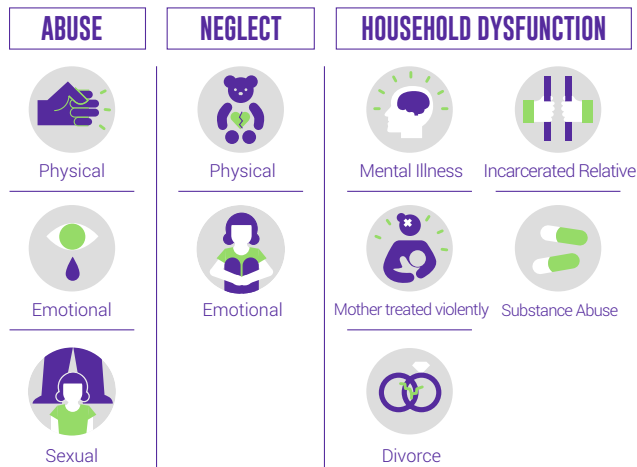 ABUSE
Physical
Emotional
Sexual
NEGLECT
Physical
Emotional
HOUSEHOLD DYSFUNCTION
Mental Illness
Incarcerated Relative
Mother treated violently
Substance Abuse
Divorce